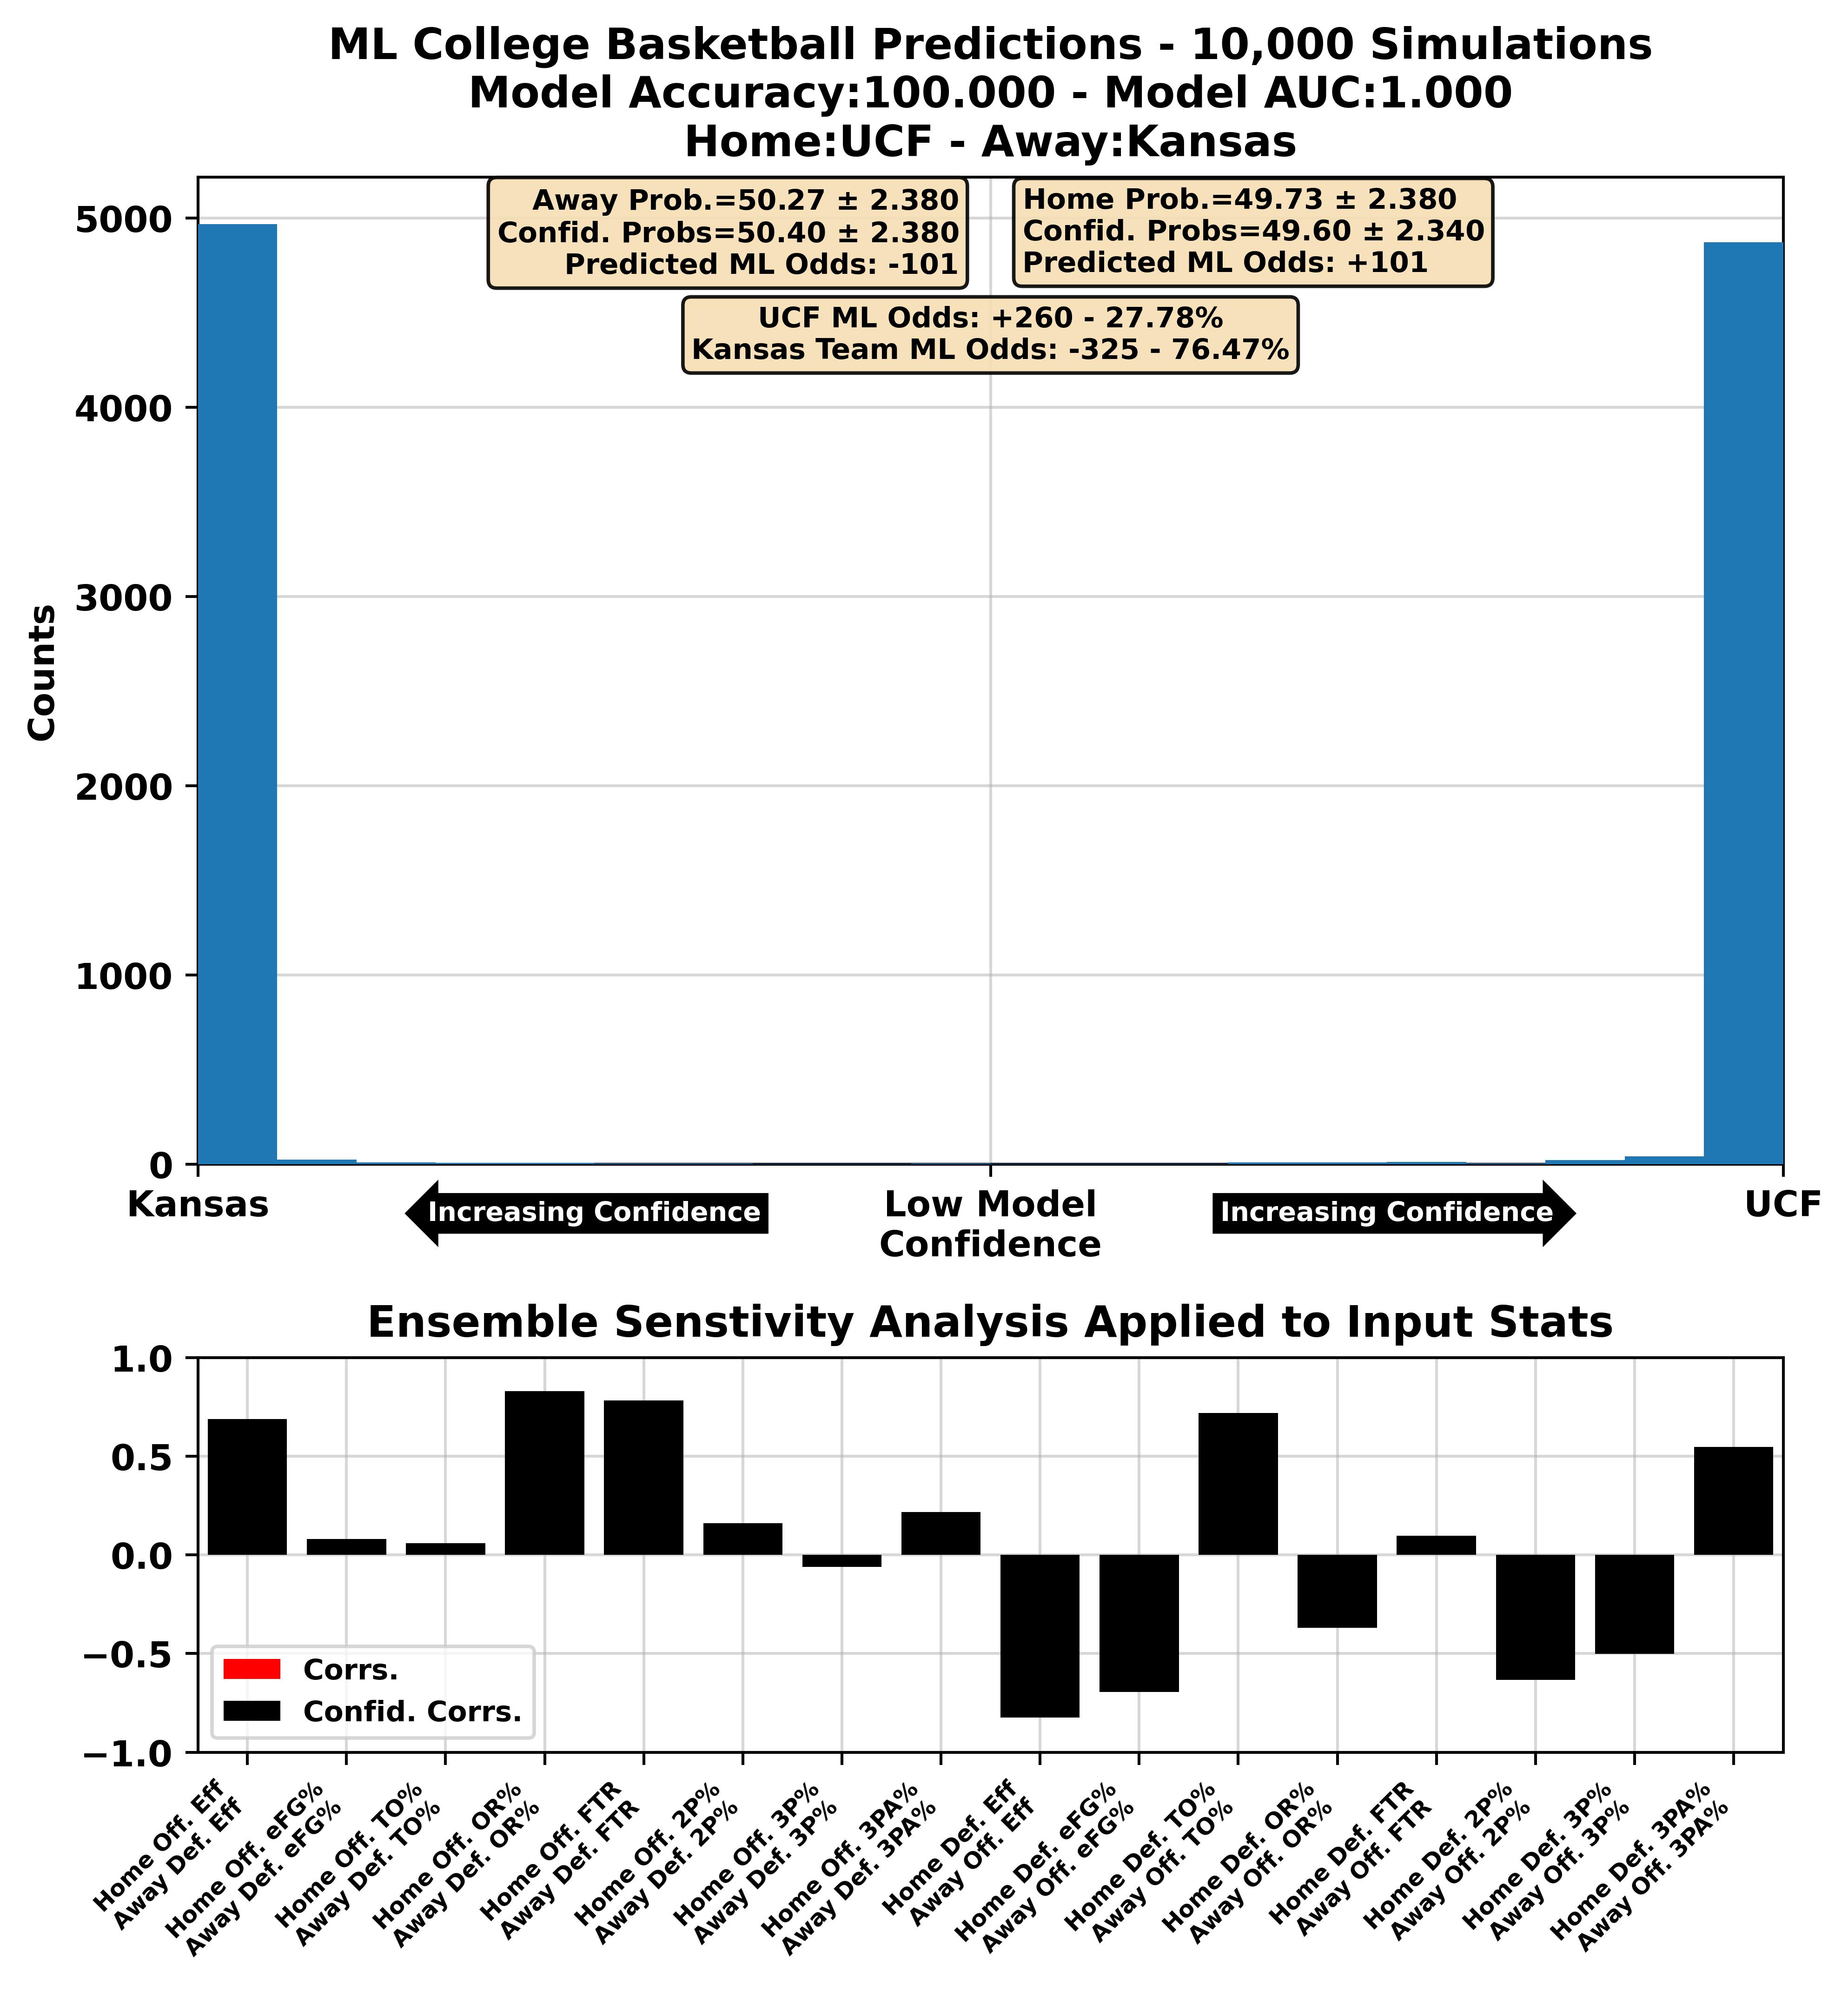 ML College Basketball Predictions - 10,000 Simulations
Model Accuracy:100.000 - Model AUC:1.000
Home:UCF - Away:Kansas
Away Prob.=50.27 ± 2.380
Confid. Probs=50.40 ± 2.380
Predicted ML Odds: -101
Home Prob.=49.73 ± 2.380
Confid. Probs=49.60 ± 2.340
Predicted ML Odds: +101
UCF ML Odds: +260 - 27.78%
Kansas Team ML Odds: -325 - 76.47%
Counts
5000
4000
3000
2000
1000
0
Kansas
Increasing Confidence
Low Model
Confidence
Increasing Confidence
UCF
Ensemble Senstivity Analysis Applied to Input Stats
1.0
0.5
0.0
−0.5
−1.0
Corrs.
Confid. Corrs.
Home Off. Eff
Away Def. Eff
Home Off. eFG%
Away Def. eFG%
Home Off. TO%
Away Def. TO%
Home Off. OR%
Away Def. OR%
Home Off. FTR
Away Def. FTR
Home Off. 2P%
Away Def. 2P%
Home Off. 3P%
Away Def. 3P%
Home Off. 3PA%
Away Def. 3PA%
Home Def. Eff
Away Off. Eff
Home Def. eFG%
Away Off. eFG%
Home Def. TO%
Away Off. TO%
Home Def. OR%
Away Off. OR%
Home Def. FTR
Away Off. FTR
Home Def. 2P%
Away Off. 2P%
Home Def. 3P%
Away Off. 3P%
Home Def. 3PA%
Away Off. 3PA%